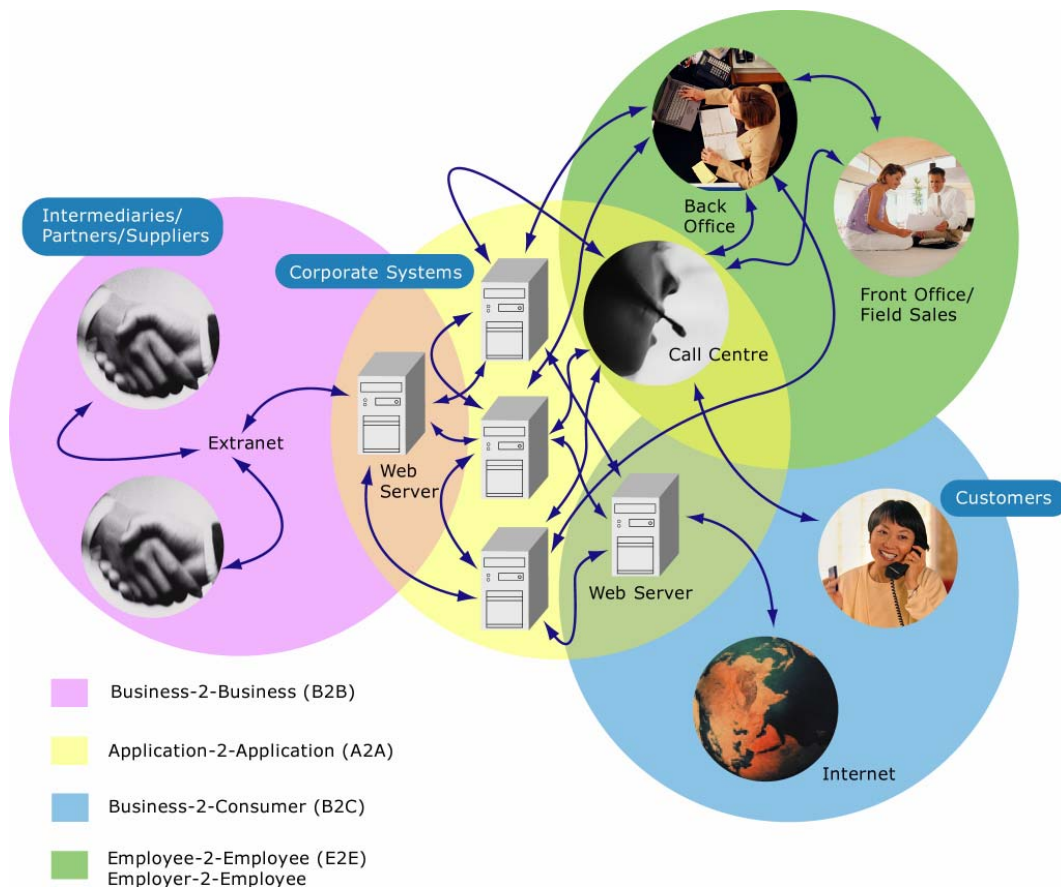 Intermediaries/
Partners/Suppliers
Corporate Systems
Back
Office
Front Office/
Field Sales
Call Centre
Extranet
Web
Server
Web Server
Customers
Internet
Business-2-Business (B2B)
Application-2-Application (A2A)
Business-2-Consumer (B2C)
Employee-2-Employee (E2E)
Employer-2-Employee